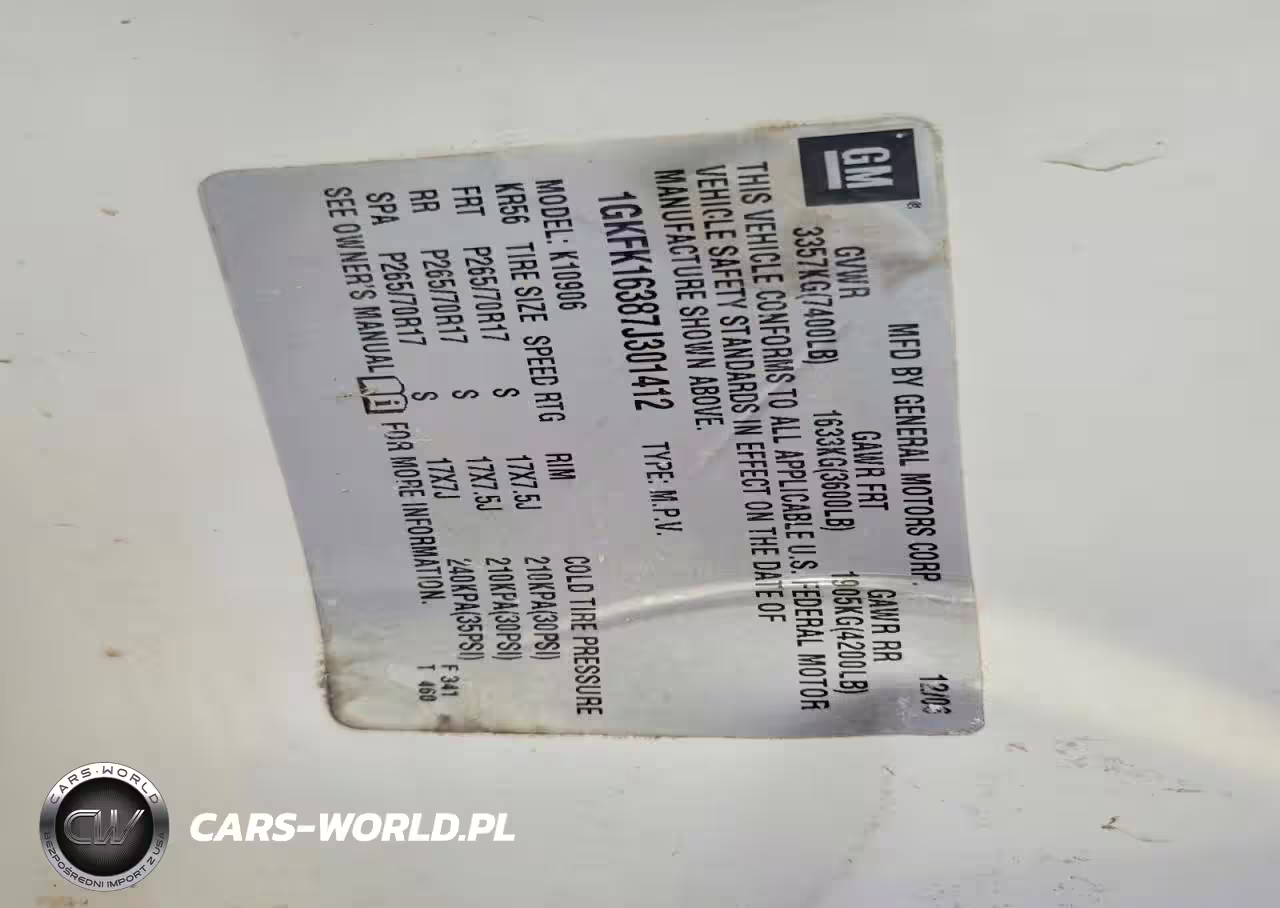 GM
MFD BY GENERAL MOTORS CORP. 12/06
GVWR GAWR FRT GAWR RR
3357KG(7400LB) 1633KG(3600LB) 1905KG(4200LB)
THIS VEHICLE CONFORMS TO ALL APPLICABLE U.S. FEDERAL MOTOR
VEHICLE SAFETY STANDARDS IN EFFECT ON THE DATE OF
MANUFACTURE SHOWN ABOVE.
1GKFK16387J301412 TYPE: M.P.V.
MODEL: K10906
KR56 TIRE SIZE SPEED RTG RIM COLD TIRE PRESSURE
FRT P265/70R17 S 17X7.5J 210KPA(30PSI)
RR P265/70R17 S 17X7.5J 210KPA(30PSI)
SPA P265/70R17 S 17X7J 240KPA(35PSI)
SEE OWNER'S MANUAL FOR MORE INFORMATION.
F 341
T 460
CARS-WORLD
CW
BEZPOŚREDNI IMPORT Z USA
CARS-WORLD.PL